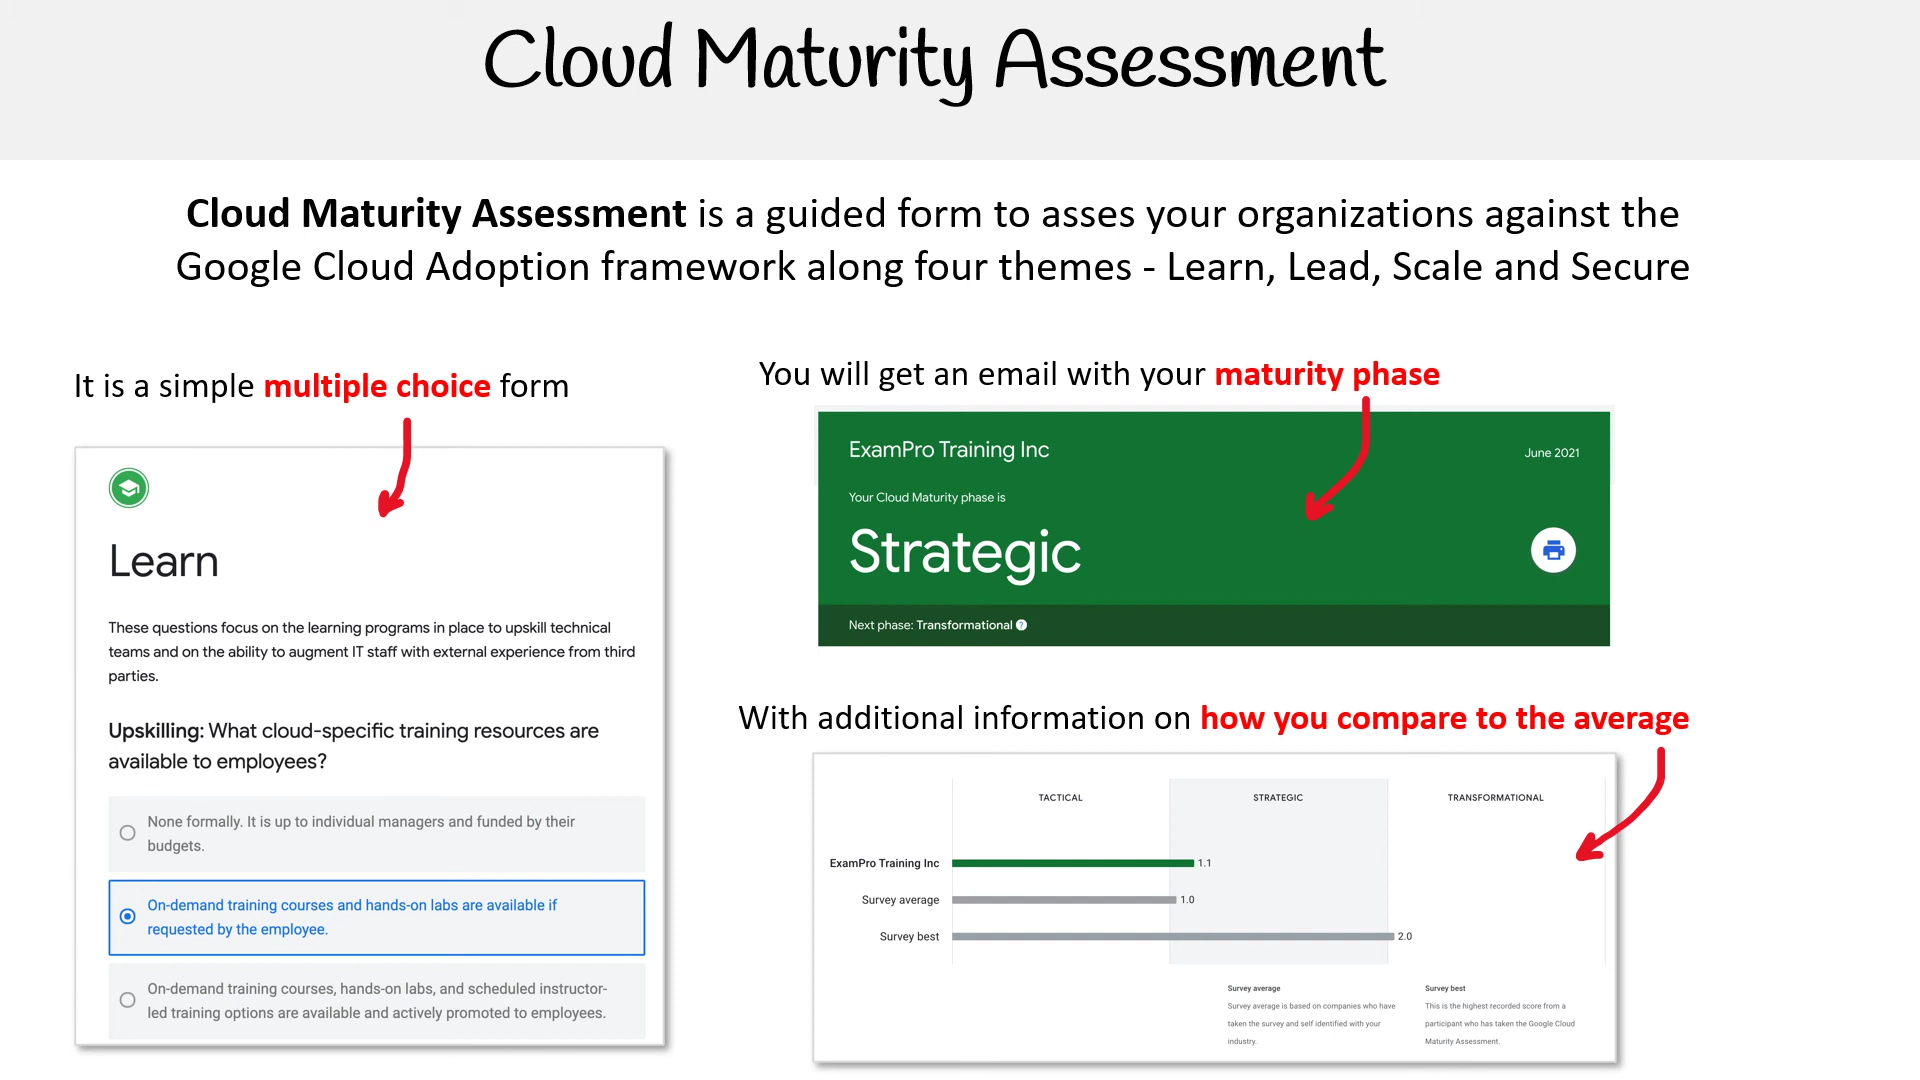 Cloud Maturity Assessment
Cloud Maturity Assessment is a guided form to asses your organizations against the
Google Cloud Adoption framework along four themes - Learn, Lead, Scale and Secure
It is a simple multiple choice form
Learn
These questions focus on the learning programs in place to upskill technical
teams and on the ability to augment IT staff with external experience from third
parties.
Upskilling: What cloud-specific training resources are
available to employees?
None formally. It is up to individual managers and funded by their
budgets.
On-demand training courses and hands-on labs are available if
requested by the employee.
On-demand training courses, hands-on labs, and scheduled instructor-
led training options are available and actively promoted to employees.
You will get an email with your maturity phase
ExamPro Training Inc
June 2021
Your Cloud Maturity phase is
Strategic
Next phase: Transformational ?
With additional information on how you compare to the average
TACTICAL STRATEGIC TRANSFORMATIONAL
ExamPro Training Inc 1.1
Survey average 1.0
Survey best 2.0
Survey average
Survey average is based on companies who have
taken the survey and self identified with your
industry.
Survey best
This is the highest recorded score from a
participant who has taken the Google Cloud
Maturity Assessment.